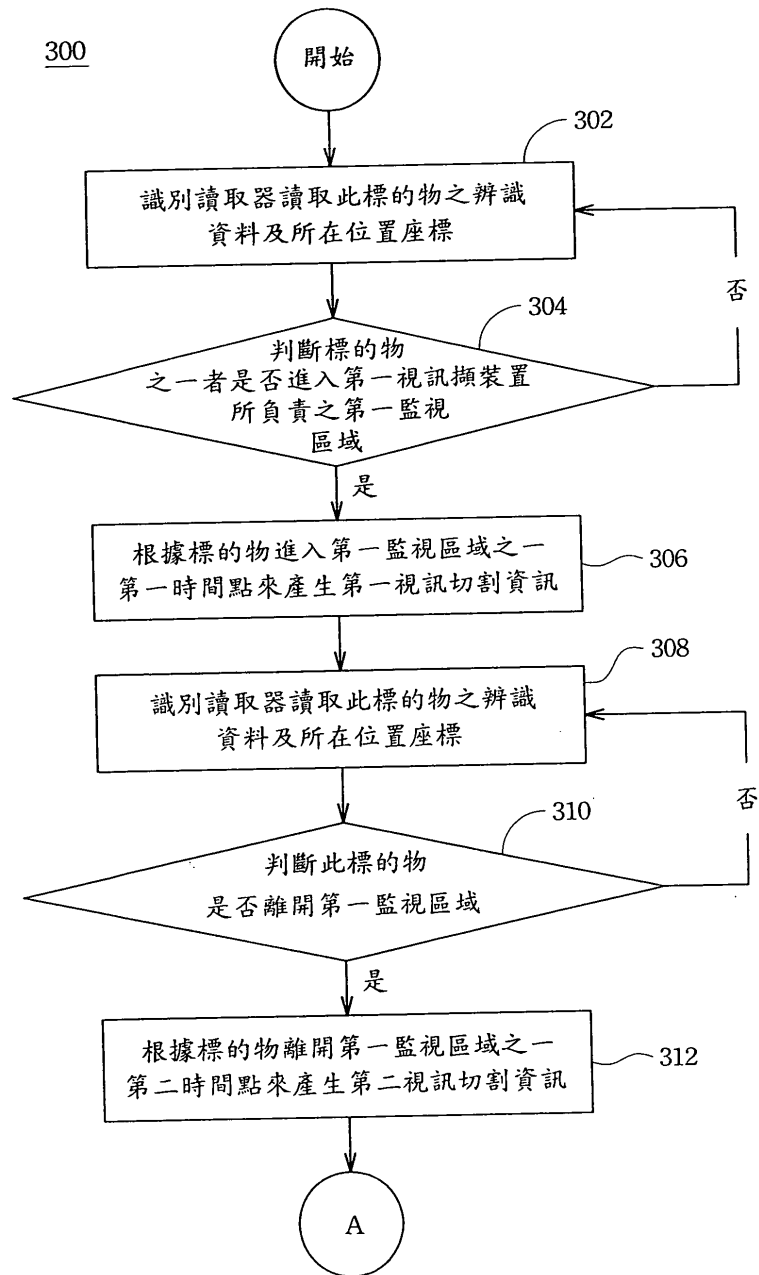 300
開始
302
識別讀取器讀取此標的物之辨識
資料及所在位置座標
否
304
判斷標的物
之一者是否進入第一視訊擷裝置
所負責之第一監視
區域
是
根據標的物進入第一監視區域之一
第一時間點來產生第一視訊切割資訊
306
308
識別讀取器讀取此標的物之辨識
資料及所在位置座標
否
310
判斷此標的物
是否離開第一監視區域
是
根據標的物離開第一監視區域之一
第二時間點來產生第二視訊切割資訊
312
A